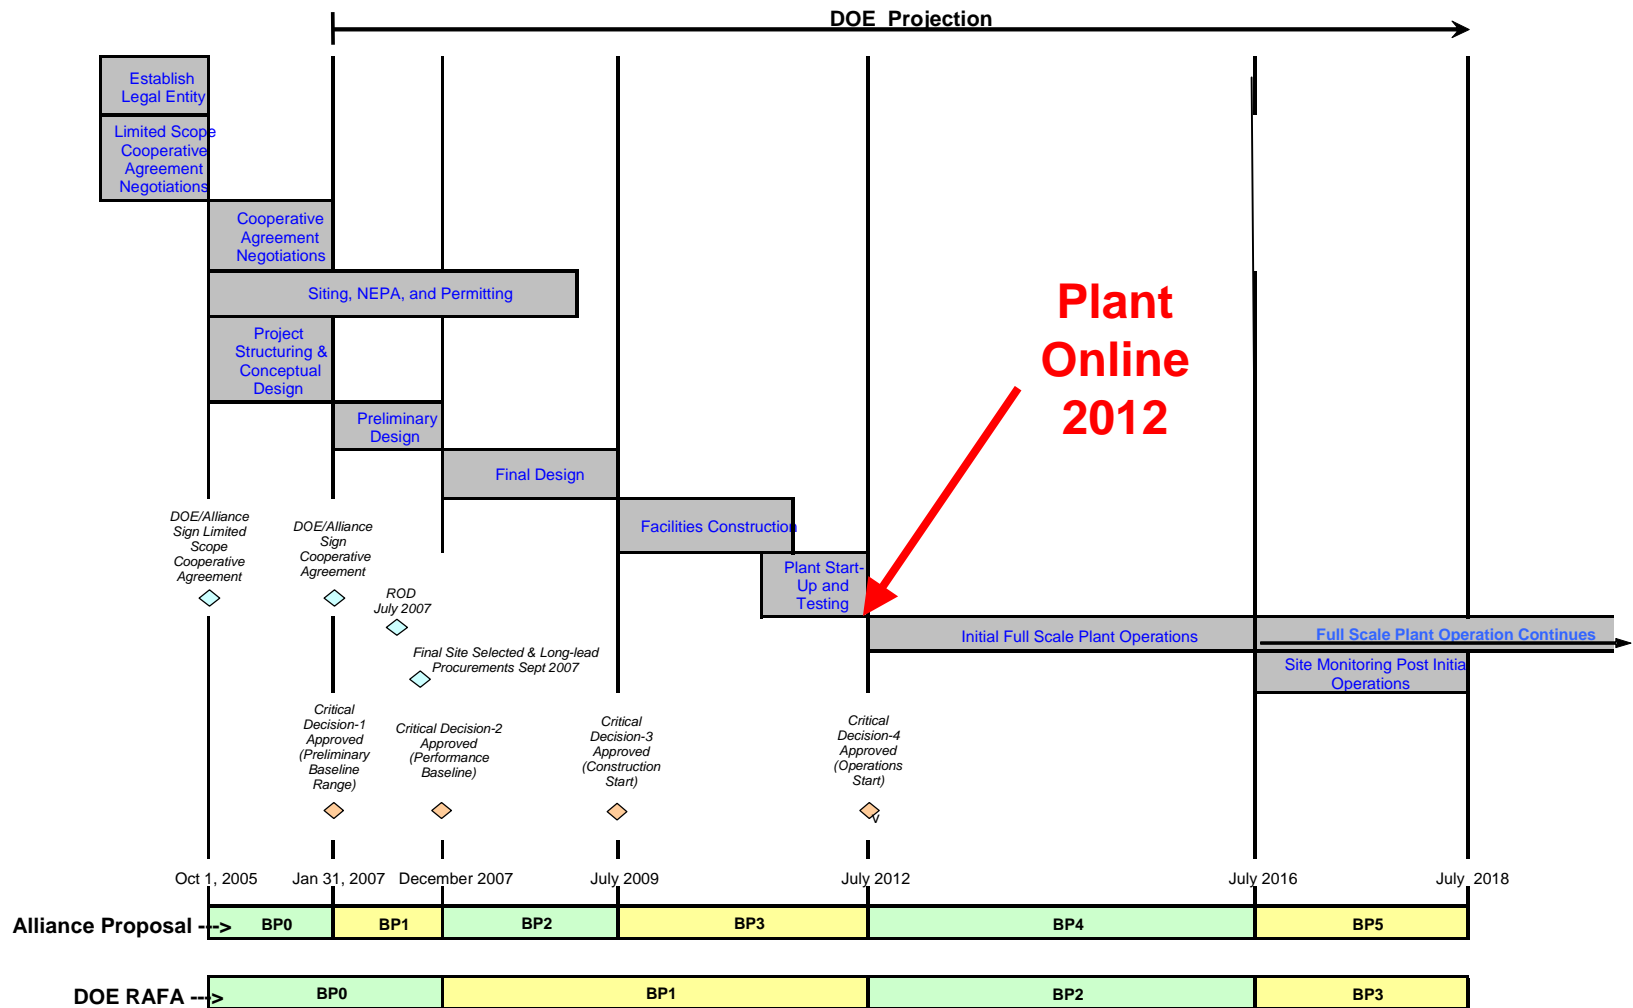 DOE Projection
Establish
Legal Entity
Limited Scope
Cooperative
Agreement
Negotiations
Cooperative
Agreement
Negotiations
Siting, NEPA, and Permitting
Project
Structuring &
Conceptual
Design
Preliminary
Design
Final Design
Facilities Construction
Plant Start-
Up and
Testing
Plant
Online
2012
Initial Full Scale Plant Operations
Full Scale Plant Operation Continues
Site Monitoring Post Initia
Operations
DOE/Alliance
Sign Limited
Scope
Cooperative
Agreement
DOE/Alliance
Sign
Cooperative
Agreement
ROD
July 2007
Final Site Selected & Long-lead
Procurements Sept 2007
Critical
Decision-1
Approved
(Preliminary
Baseline
Range)
Critical Decision-2
Approved
(Performance
Baseline)
Critical
Decision-3
Approved
(Construction
Start)
Critical
Decision-4
Approved
(Operations
Start)
v
Oct 1, 2005 Jan 31, 2007 December 2007 July 2009 July 2012 July 2016 July 2018
Alliance Proposal ---> BP0 BP1 BP2 BP3 BP4 BP5
DOE RAFA ---> BP0 BP1 BP2 BP3